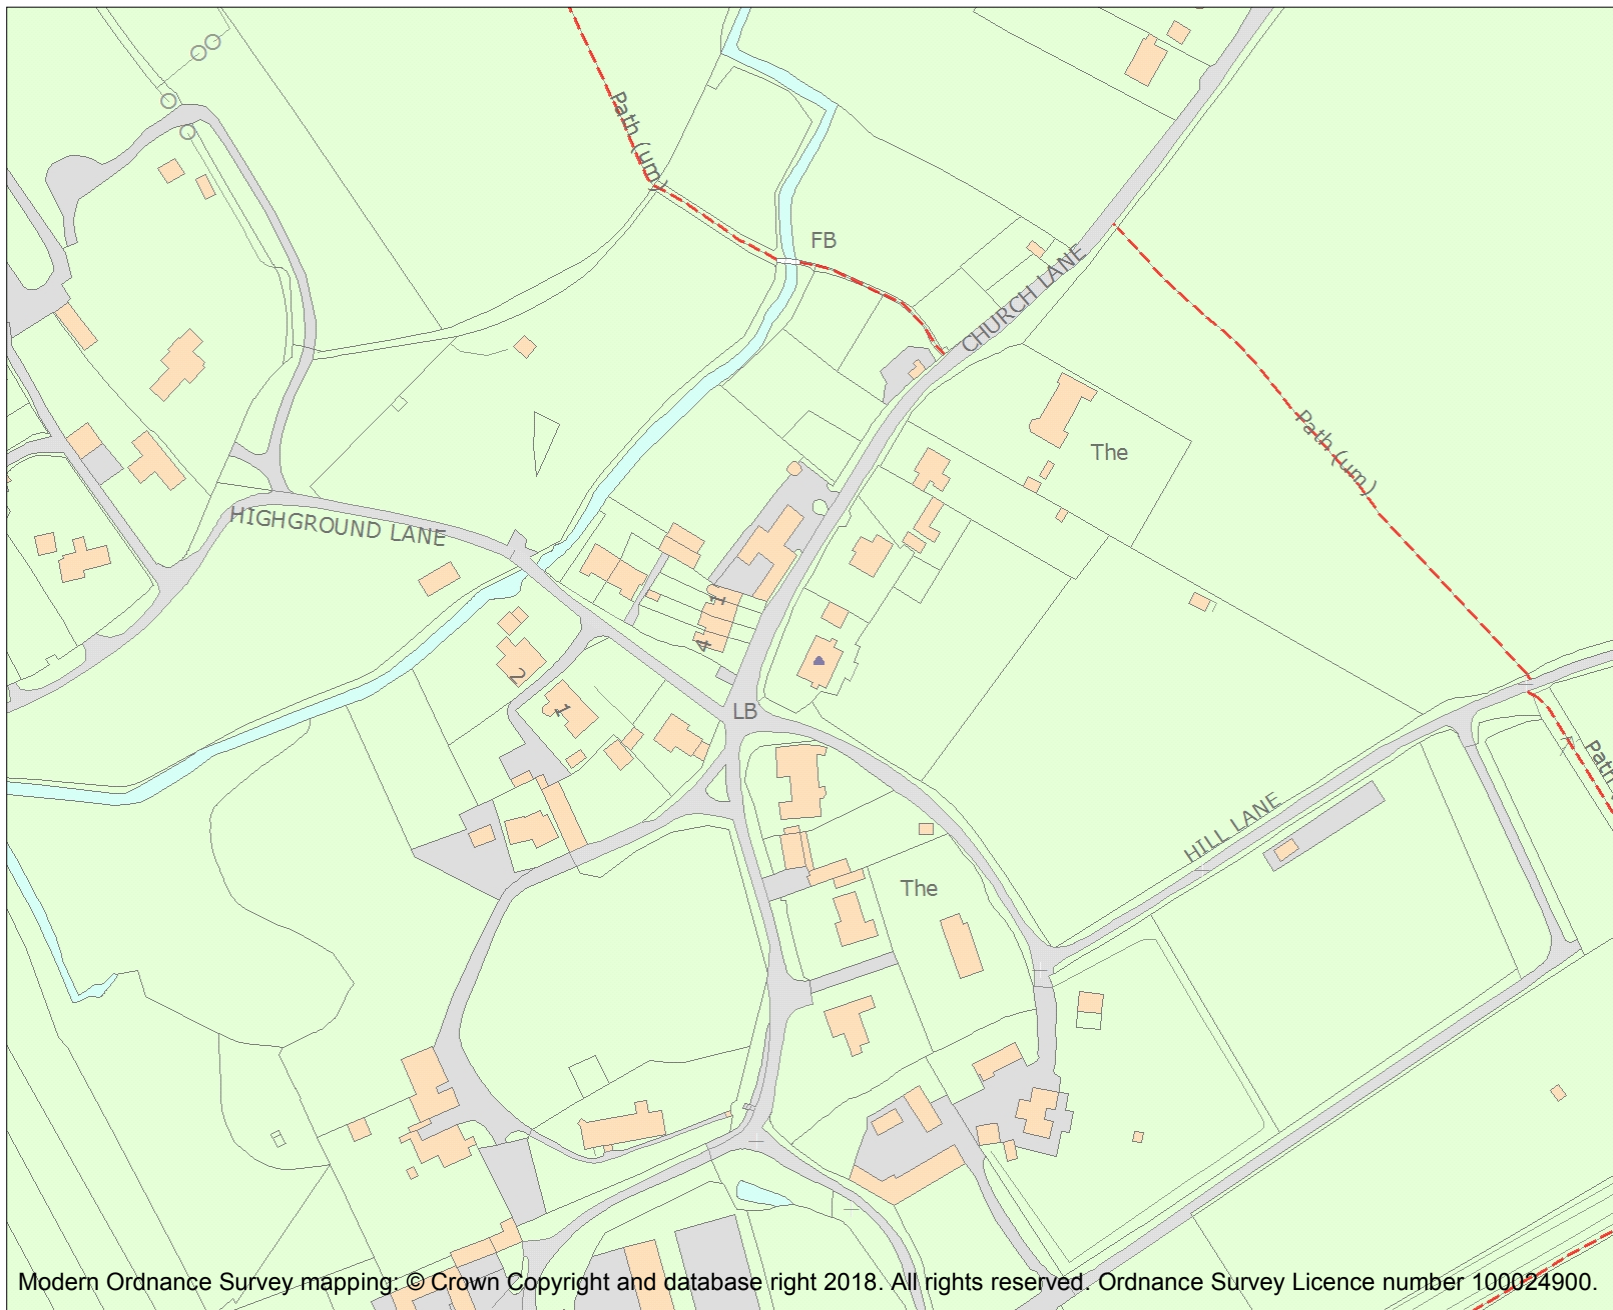 Path (um)
FB
CHURCH LANE
Path (um)
The
HIGHGROUND LANE
1
4
2
1
LB
Path
HILL LANE
The
Modern Ordnance Survey mapping: © Crown Copyright and database right 2018. All rights reserved. Ordnance Survey Licence number 100024900.